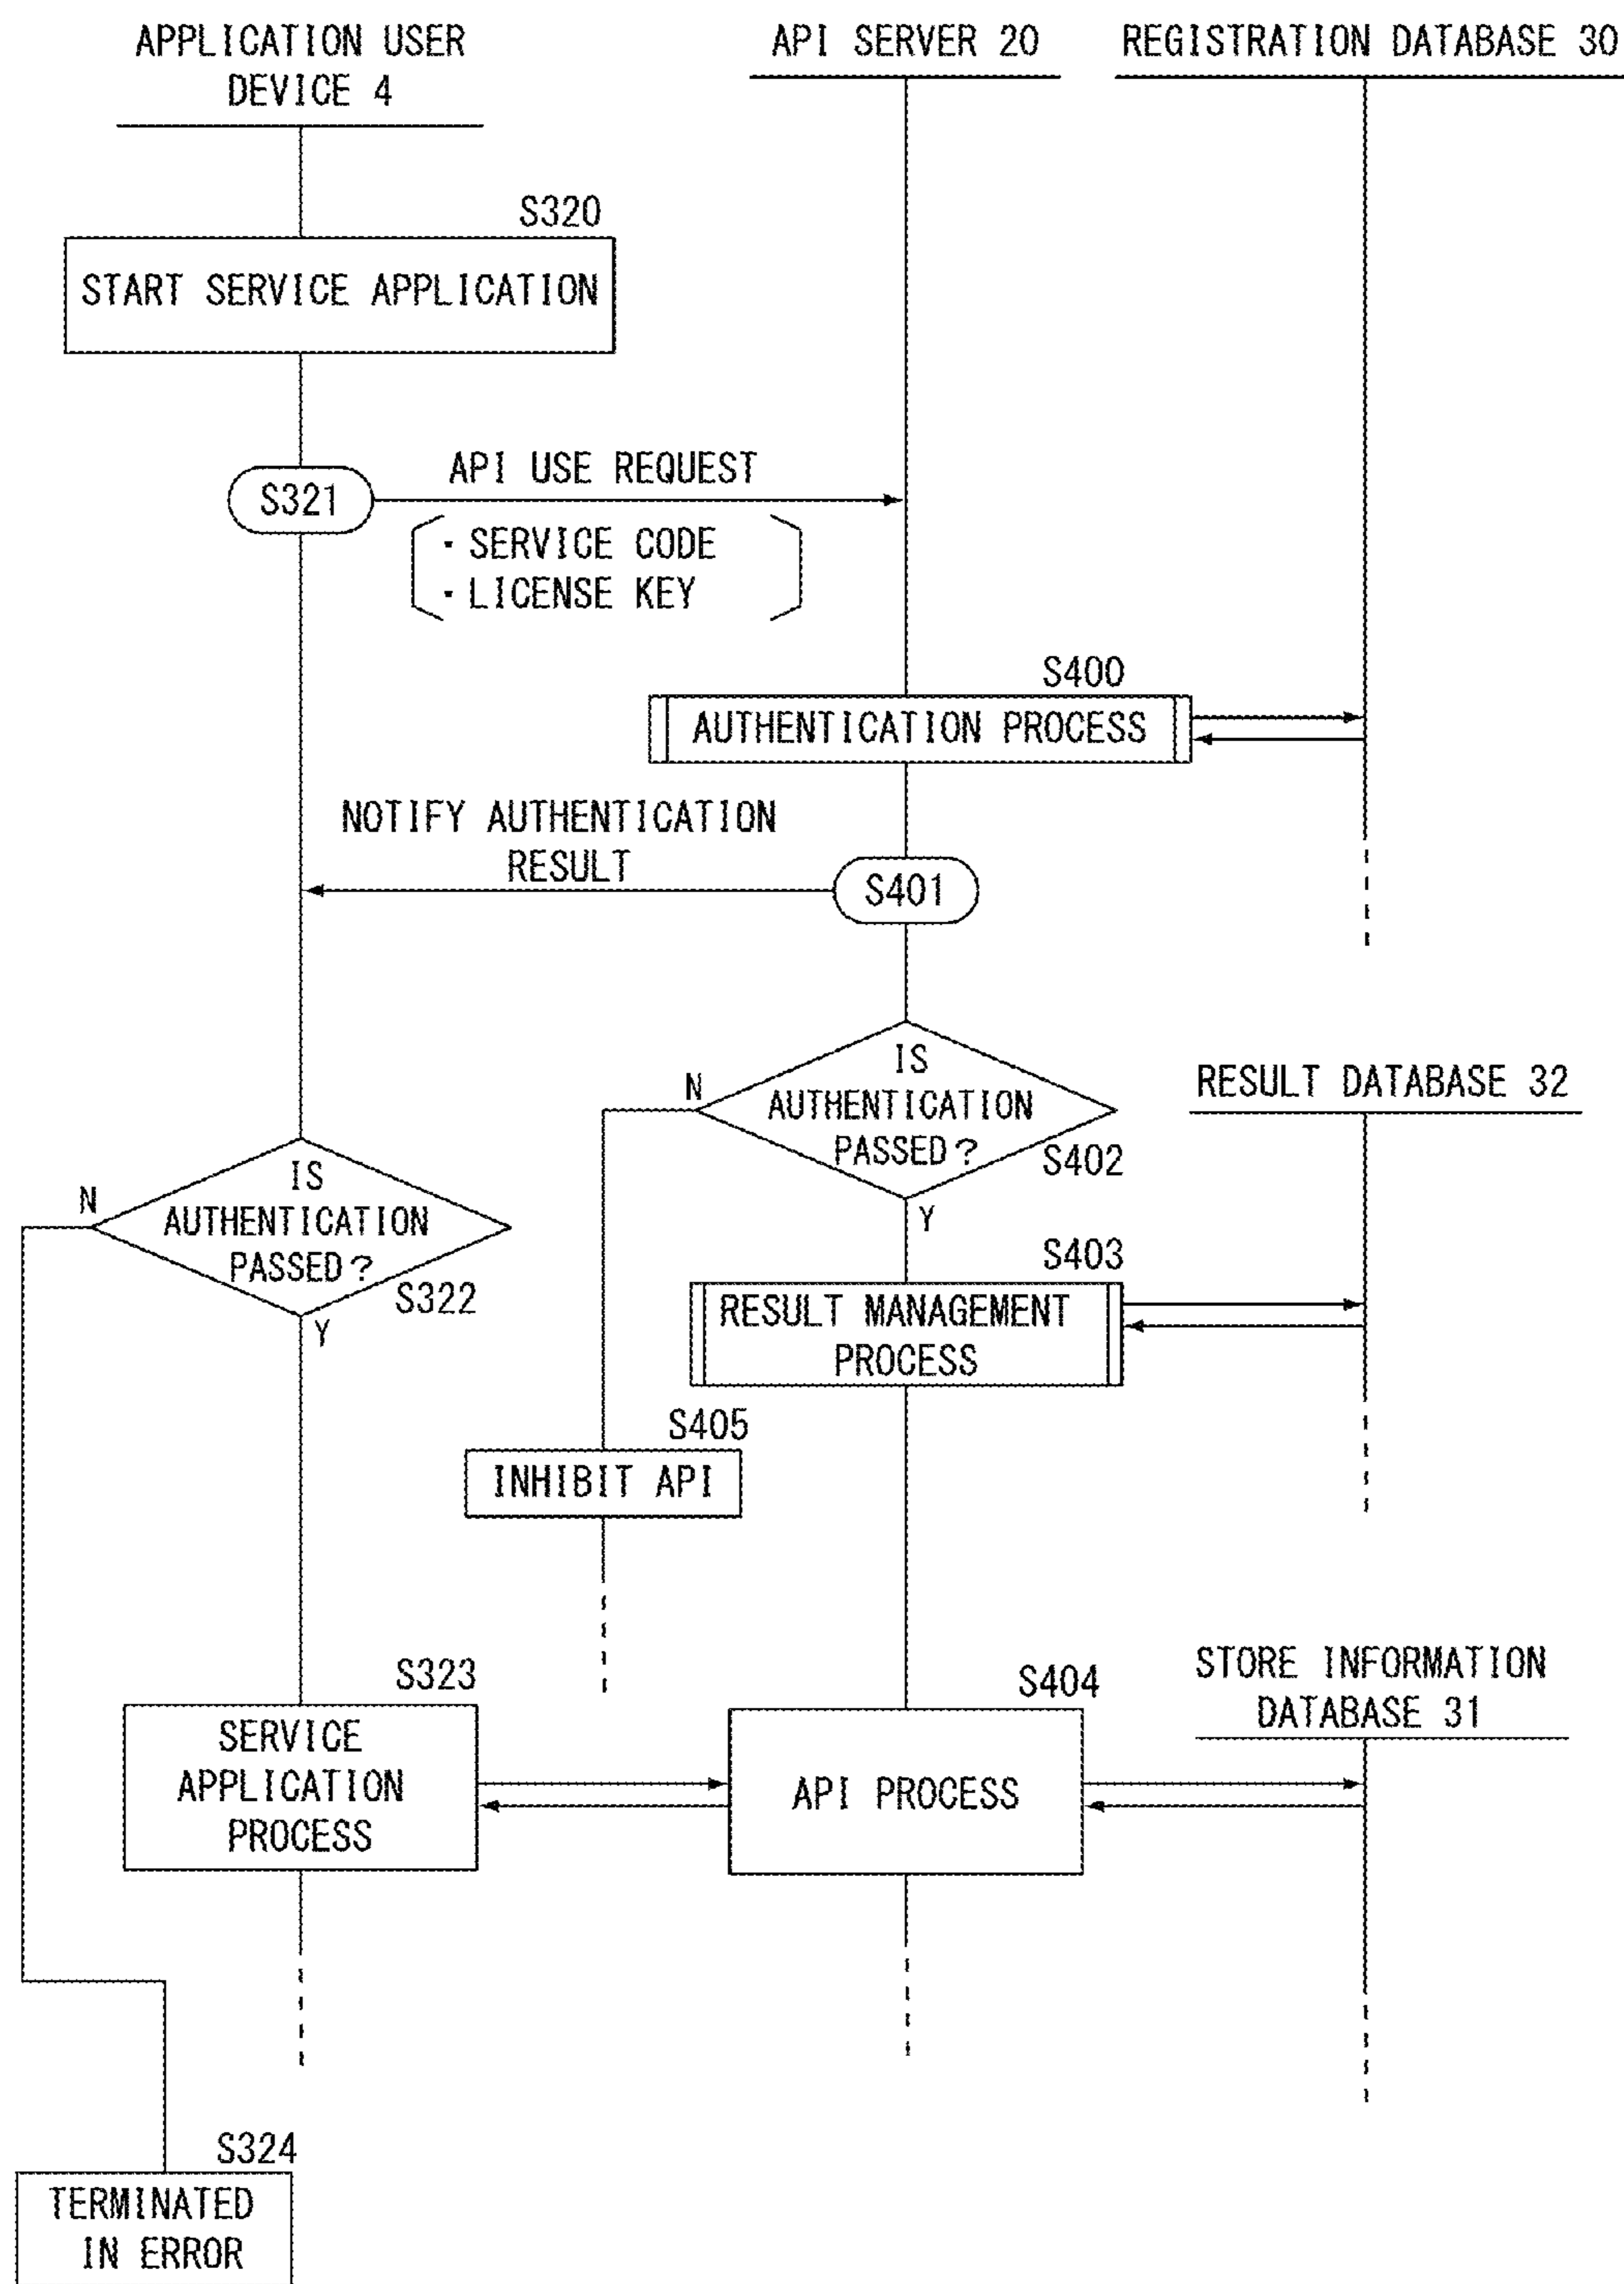 APPLICATION USER
DEVICE 4
API SERVER 20
REGISTRATION DATABASE 30
S320
START SERVICE APPLICATION
S321
API USE REQUEST
・SERVICE CODE
・LICENSE KEY
S400
AUTHENTICATION PROCESS
NOTIFY AUTHENTICATION
RESULT
S401
IS
AUTHENTICATION
PASSED?
N
S402
Y
RESULT DATABASE 32
IS
AUTHENTICATION
PASSED?
N
S322
Y
S403
RESULT MANAGEMENT
PROCESS
S405
INHIBIT API
S323
SERVICE
APPLICATION
PROCESS
S404
API PROCESS
STORE INFORMATION
DATABASE 31
S324
TERMINATED
IN ERROR